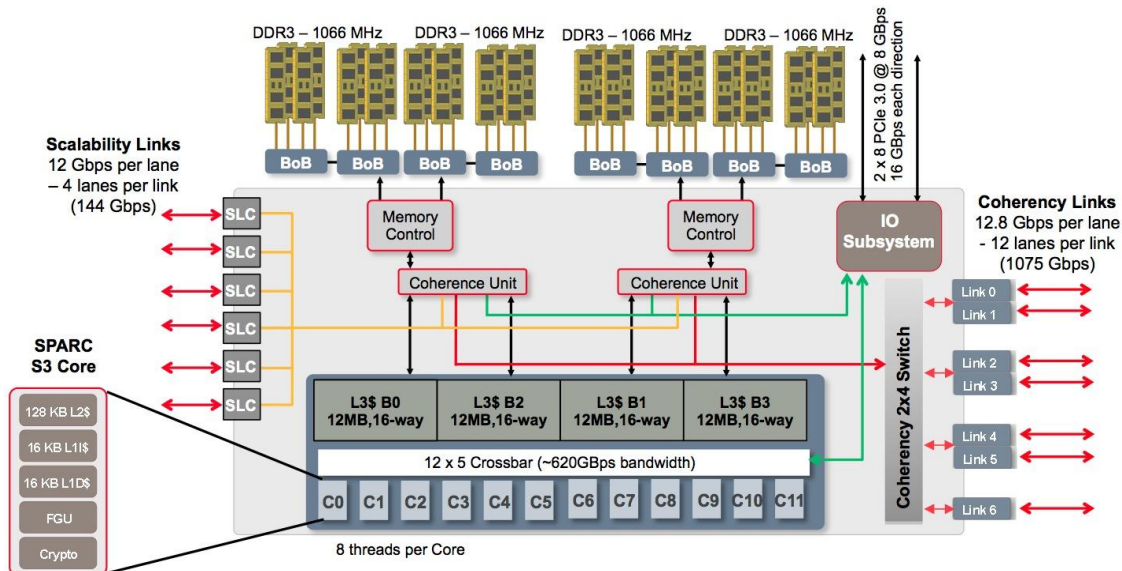 DDR3 – 1066 MHz
DDR3 – 1066 MHz
DDR3 – 1066 MHz
DDR3 – 1066 MHz
2 x 8 PCIe 3.0 @ 8 GBps
16 GBps each direction
BoB
BoB
BoB
BoB
BoB
BoB
BoB
BoB
Scalability Links
12 Gbps per lane
– 4 lanes per link
(144 Gbps)
SLC
SLC
SLC
SLC
SLC
SLC
Memory
Control
Memory
Control
Coherence Unit
Coherence Unit
IO
Subsystem
Coherency Links
12.8 Gbps per lane
- 12 lanes per link
(1075 Gbps)
Coherency 2x4 Switch
Link 0
Link 1
Link 2
Link 3
Link 4
Link 5
Link 6
SPARC
S3 Core
128 KB L2$
16 KB L1I$
16 KB L1D$
FGU
Crypto
L3$ B0
12MB,16-way
L3$ B2
12MB,16-way
L3$ B1
12MB,16-way
L3$ B3
12MB,16-way
12 x 5 Crossbar (~620GBps bandwidth)
C0 C1 C2 C3 C4 C5 C6 C7 C8 C9 C10 C11
8 threads per Core